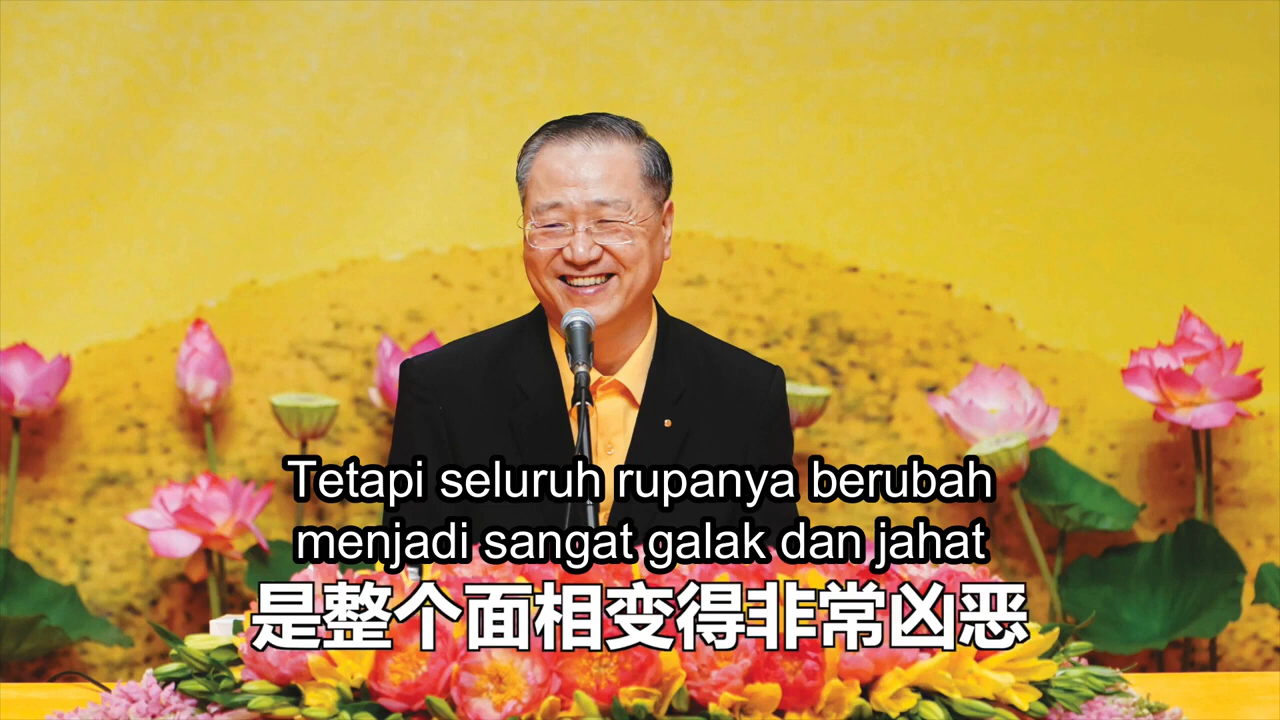 Tetapi seluruh rupanya berubah
menjadi sangat galak dan jahat
是整个面相变得非常凶恶